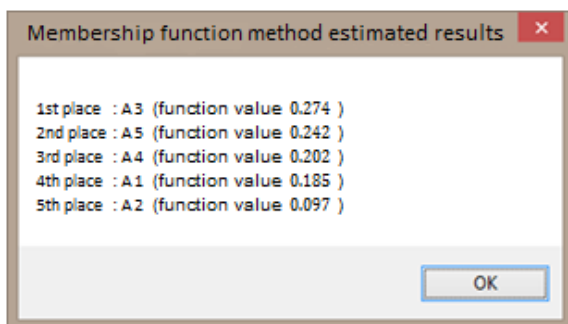 Membership function method estimated results
1st place : A3 (function value 0.274 )
2nd place : A5 (function value 0.242 )
3rd place : A4 (function value 0.202 )
4th place : A1 (function value 0.185 )
5th place : A2 (function value 0.097 )
OK